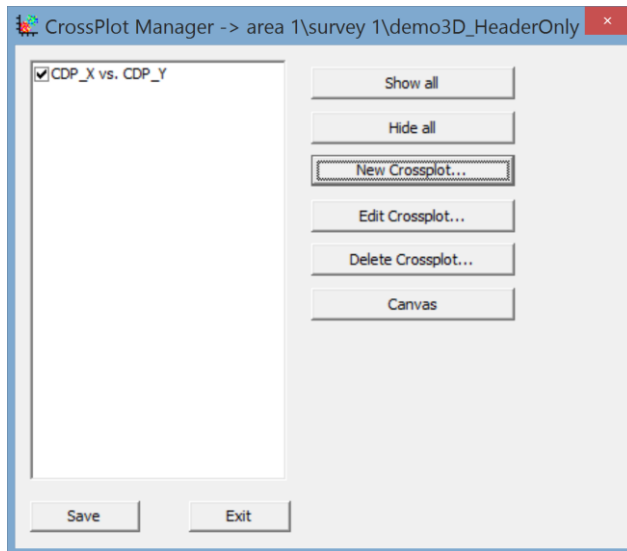 CrossPlot Manager -> area 1\survey 1\demo3D_HeaderOnly
CDP_X vs. CDP_Y
Show all
Hide all
New Crossplot...
Edit Crossplot...
Delete Crossplot...
Canvas
Save
Exit